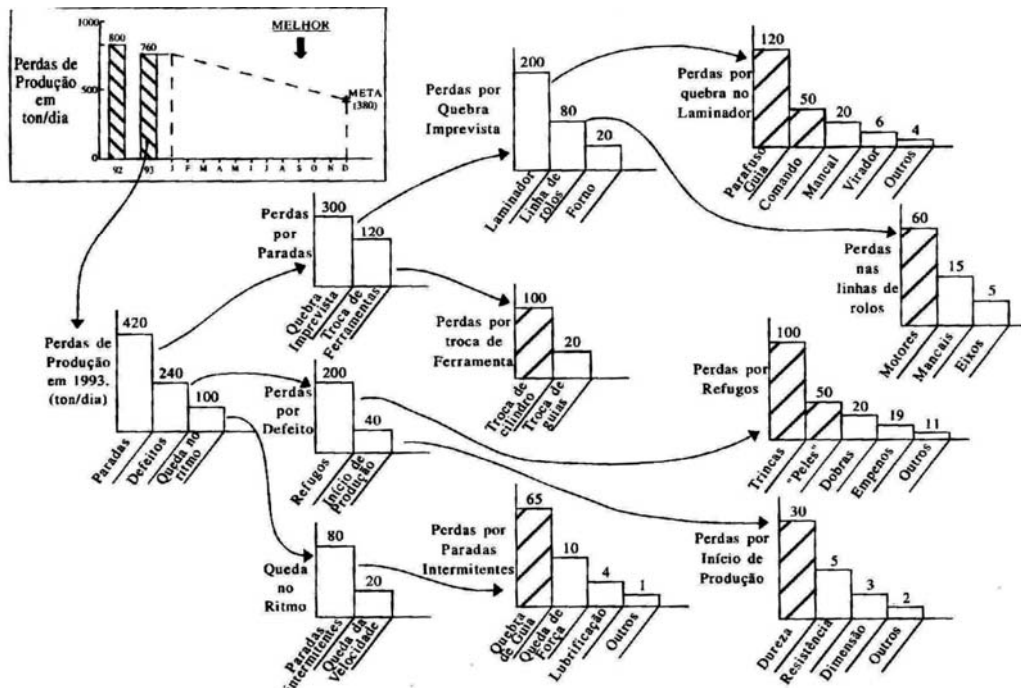 1000
500
0
Perdas de
Produção
em
ton/dia
800
760
92
93
J F M A M J J A S O N D
MELHOR
META
(380)
Perdas por
Quebra
Imprevista
200
80
20
Laminador
Linha de
rolos
Forno
Perdas por
quebra no
Laminador
120
50
20
6
4
Parafuso
Guia
Comando
Mancal
Virador
Outros
Perdas
por
Paradas
300
120
Quebra
Imprevista
Troca de
Ferramentas
Perdas
nas
linhas de
rolos
60
15
5
Motores
Mancais
Eixos
Perdas por
troca de
Ferramenta
100
20
Troca de
cilindro
Troca de
guias
Perdas de
Produção
em 1993.
(ton/dia)
420
240
100
Paradas
Defeitos
Queda no
ritmo
Perdas
por
Defeito
200
40
Refugos
Início de
Produção
Perdas por
Refugos
100
50
20
19
11
Trincas
"Peles"
Dobras
Empenos
Outros
Queda
no
Ritmo
80
20
Paradas
intermitentes
Queda da
Velocidade
Perdas por
Paradas
Intermitentes
65
10
4
1
Quebra
de Guia
Queda de
Força
Lubrificação
Outros
Perdas por
Início de
Produção
30
5
3
2
Dureza
Resistência
Dimensão
Outros